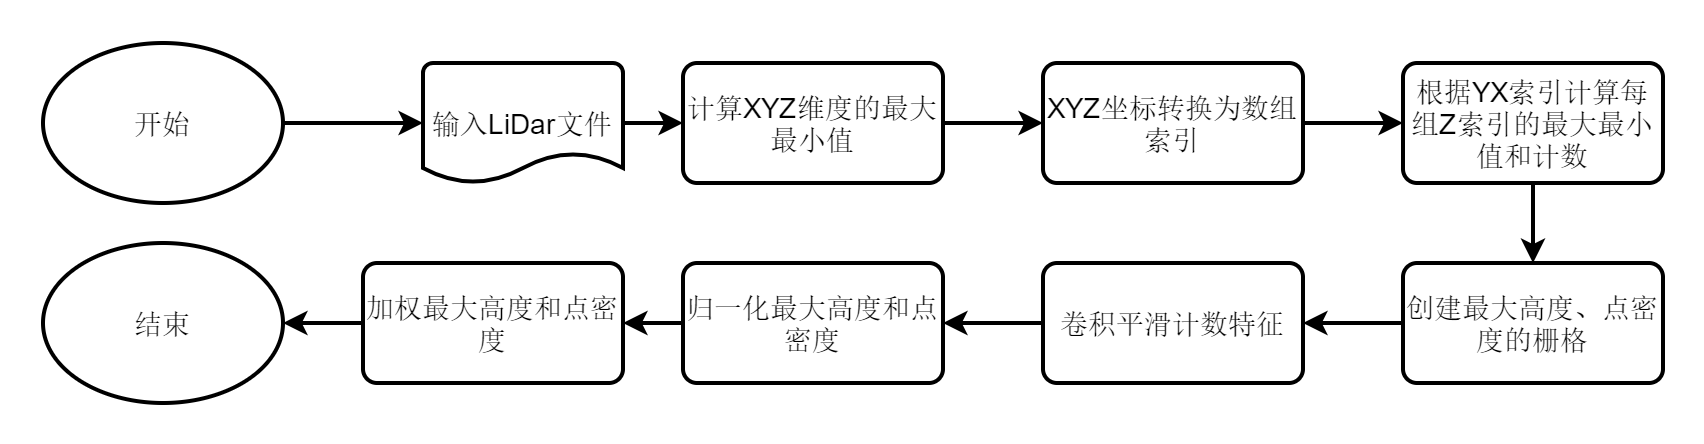 开始
输入LiDar文件
计算XYZ维度的最大
最小值
XYZ坐标转换为数组
索引
根据YX索引计算每
组Z索引的最大最小
值和计数
创建最大高度、点密
度的栅格
卷积平滑计数特征
归一化最大高度和点
密度
加权最大高度和点密
度
结束